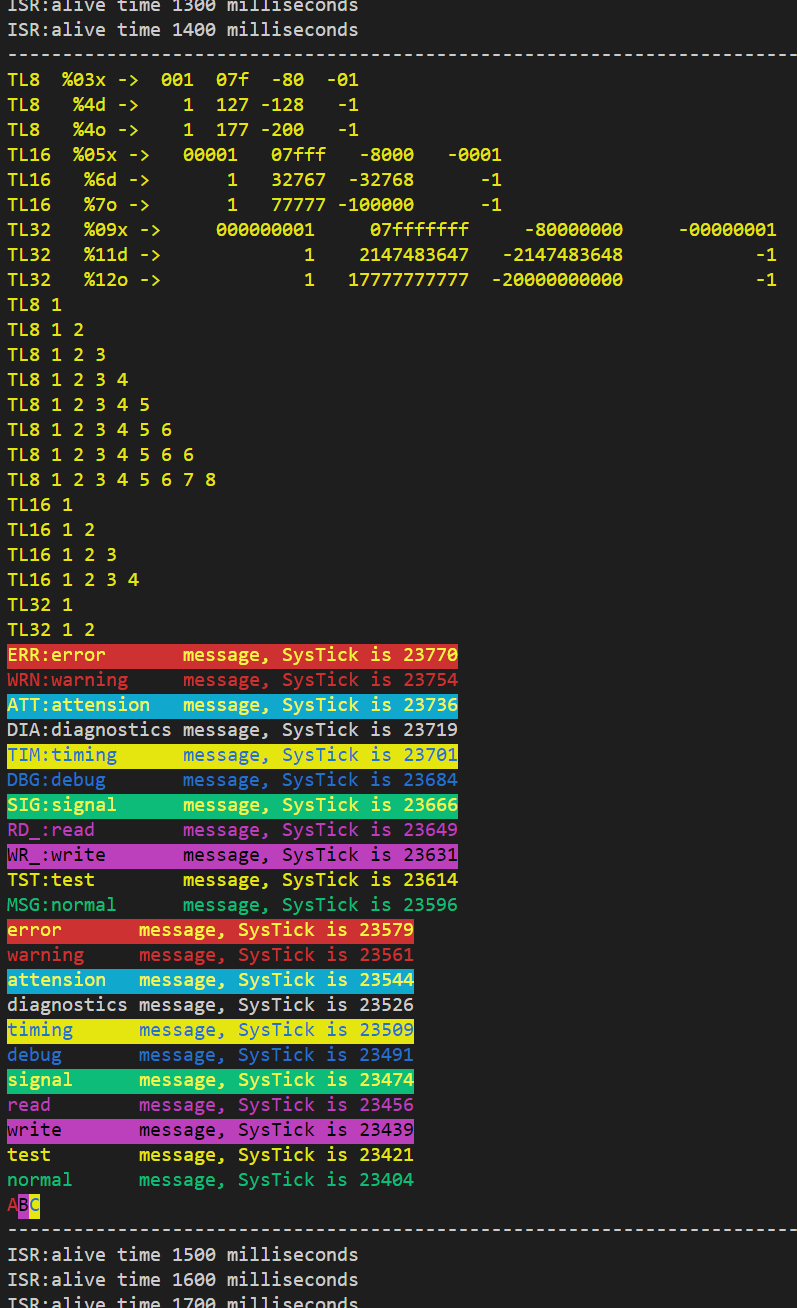 ISR:alive time 1300 milliseconds
ISR:alive time 1400 milliseconds
------------------------------------------------------------------------
TL8  %03x ->  001  07f  -80  -01
TL8   %4d ->    1  127 -128   -1
TL8   %4o ->    1  177 -200   -1
TL16  %05x ->   00001   07fff   -8000   -0001
TL16   %6d ->       1   32767  -32768      -1
TL16   %7o ->       1   77777 -100000      -1
TL32   %09x ->     000000001     07fffffff     -80000000     -00000001
TL32   %11d ->             1    2147483647   -2147483648            -1
TL32   %12o ->             1   17777777777  -20000000000            -1
TL8 1
TL8 1 2
TL8 1 2 3
TL8 1 2 3 4
TL8 1 2 3 4 5
TL8 1 2 3 4 5 6
TL8 1 2 3 4 5 6 6
TL8 1 2 3 4 5 6 7 8
TL16 1
TL16 1 2
TL16 1 2 3
TL16 1 2 3 4
TL32 1
TL32 1 2
ERR:error       message, SysTick is 23770
WRN:warning     message, SysTick is 23754
ATT:attension   message, SysTick is 23736
DIA:diagnostics message, SysTick is 23719
TIM:timing      message, SysTick is 23701
DBG:debug       message, SysTick is 23684
SIG:signal      message, SysTick is 23666
RD_:read        message, SysTick is 23649
WR_:write       message, SysTick is 23631
TST:test        message, SysTick is 23614
MSG:normal      message, SysTick is 23596
error       message, SysTick is 23579
warning     message, SysTick is 23561
attension   message, SysTick is 23544
diagnostics message, SysTick is 23526
timing      message, SysTick is 23509
debug       message, SysTick is 23491
signal      message, SysTick is 23474
read        message, SysTick is 23456
write       message, SysTick is 23439
test        message, SysTick is 23421
normal      message, SysTick is 23404
ABC
------------------------------------------------------------------------
ISR:alive time 1500 milliseconds
ISR:alive time 1600 milliseconds
ISR:alive time 1700 milliseconds